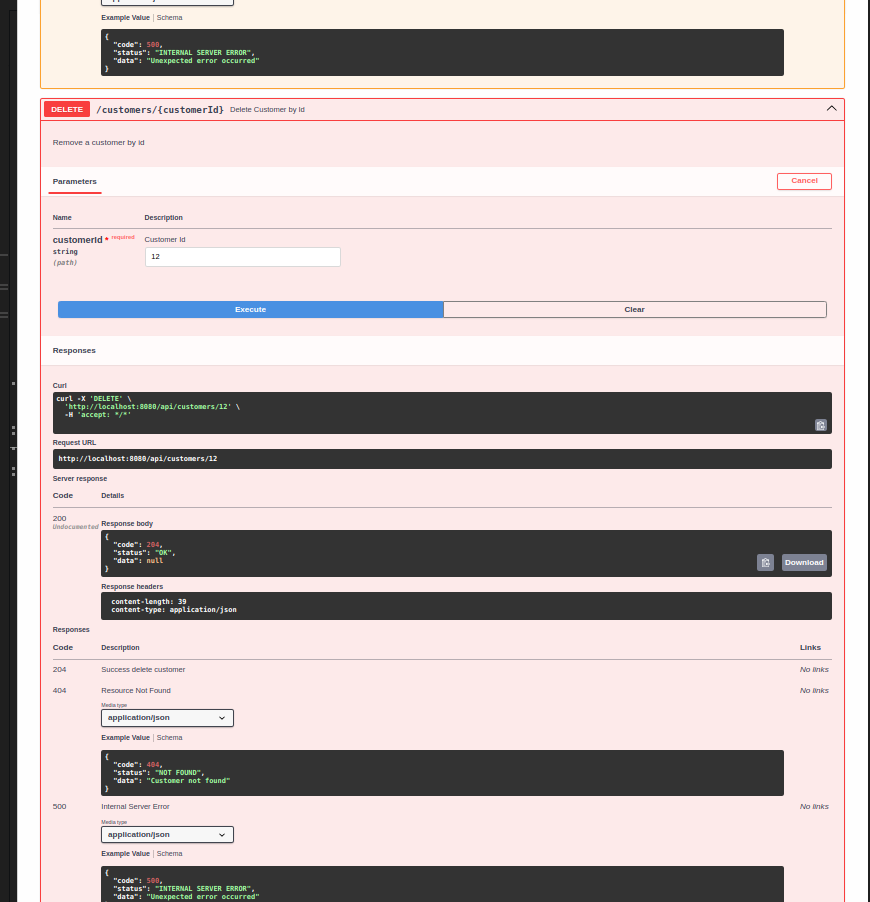 Example Value | Schema
{
"code": 500,
"status": "INTERNAL SERVER ERROR",
"data": "Unexpected error occurred"
}
DELETE /customers/{customerId} Delete Customer by Id
Remove a customer by id
Parameters Cancel
Name Description
customerId * required Customer Id
string 12
(path)
Execute Clear
Responses
Curl
curl -X 'DELETE' \
'http://localhost:8080/api/customers/12' \
-H 'accept: */*'
Request URL
http://localhost:8080/api/customers/12
Server response
Code Details
200
Undocumented Response body
{
"code": 204,
"status": "OK",
"data": null
}
Download
Response headers
content-length: 39
content-type: application/json
Responses
Code Description Links
204 Success delete customer No links
404 Resource Not Found No links
Media type
application/json
Example Value | Schema
{
"code": 404,
"status": "NOT FOUND",
"data": "Customer not found"
}
500 Internal Server Error No links
Media type
application/json
Example Value | Schema
{
"code": 500,
"status": "INTERNAL SERVER ERROR",
"data": "Unexpected error occurred"